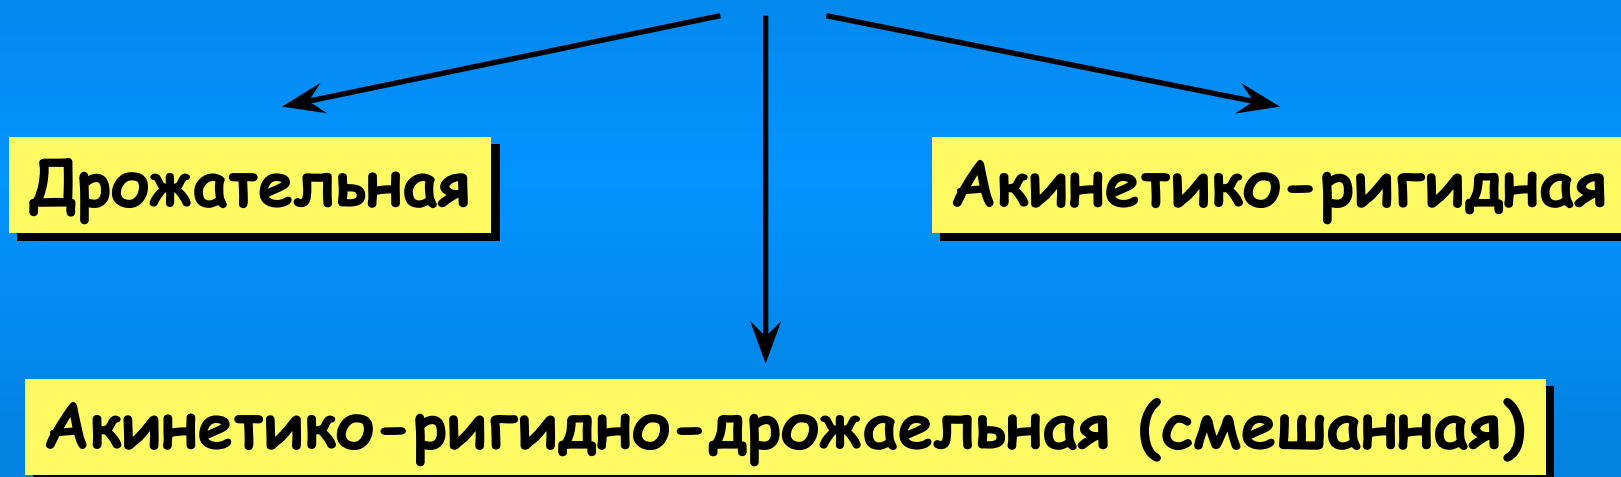 Дрожательная
Акинетико-ригидная
Акинетико-ригидно-дрожаельная (смешанная)